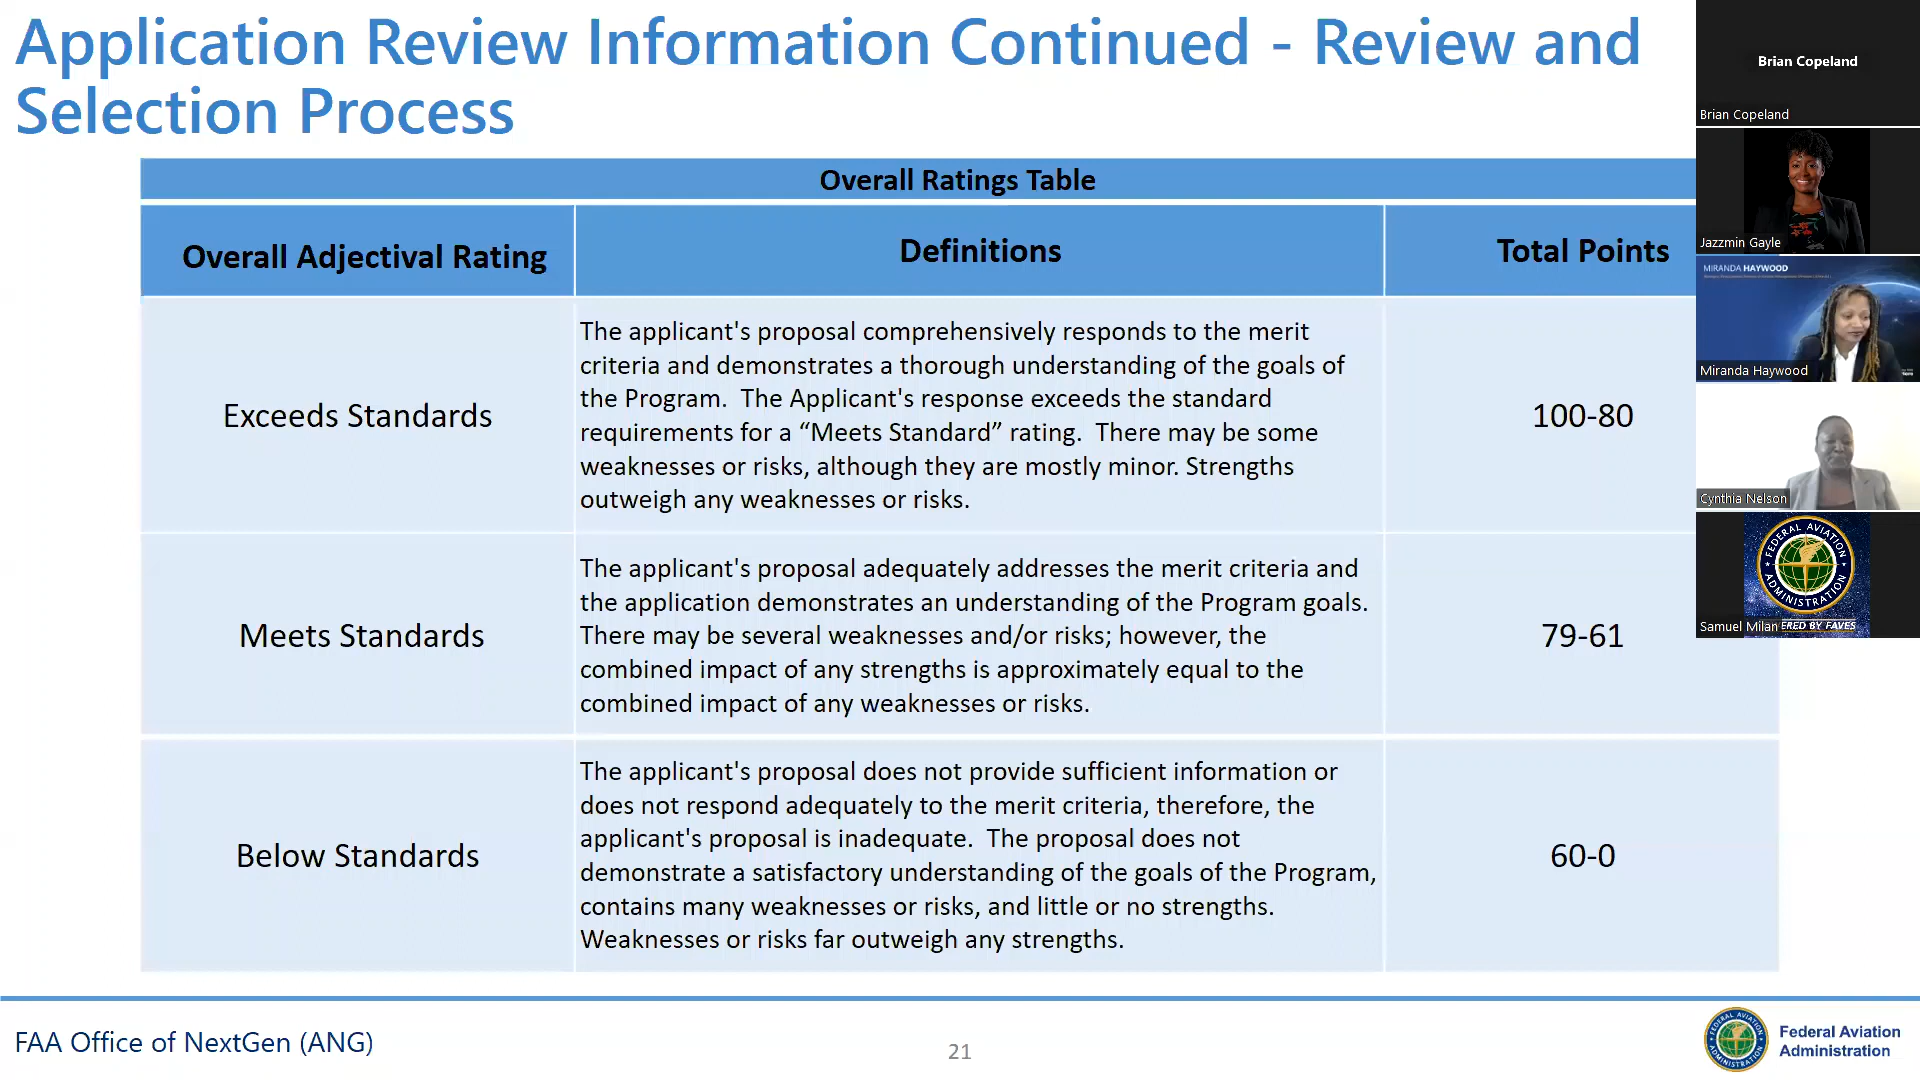 Application Review Information Continued - Review and
Selection Process
Overall Ratings Table
Overall Adjectival Rating
Definitions
Total Points
Exceeds Standards
The applicant's proposal comprehensively responds to the merit
criteria and demonstrates a thorough understanding of the goals of
the Program.  The Applicant's response exceeds the standard
requirements for a “Meets Standard” rating.  There may be some
weaknesses or risks, although they are mostly minor. Strengths
outweigh any weaknesses or risks.
100-80
Meets Standards
The applicant's proposal adequately addresses the merit criteria and
the application demonstrates an understanding of the Program goals.
There may be several weaknesses and/or risks; however, the
combined impact of any strengths is approximately equal to the
combined impact of any weaknesses or risks.
79-61
Below Standards
The applicant's proposal does not provide sufficient information or
does not respond adequately to the merit criteria, therefore, the
applicant's proposal is inadequate.  The proposal does not
demonstrate a satisfactory understanding of the goals of the Program,
contains many weaknesses or risks, and little or no strengths.
Weaknesses or risks far outweigh any strengths.
60-0
FAA Office of NextGen (ANG)
21
Federal Aviation
Administration
Brian Copeland
Brian Copeland
Jazzmin Gayle
MIRANDA HAYWOOD
Miranda Haywood
Cynthia Nelson
FEDERAL AVIATION
ADMINISTRATION
ERED BY FAVES
Samuel Milan